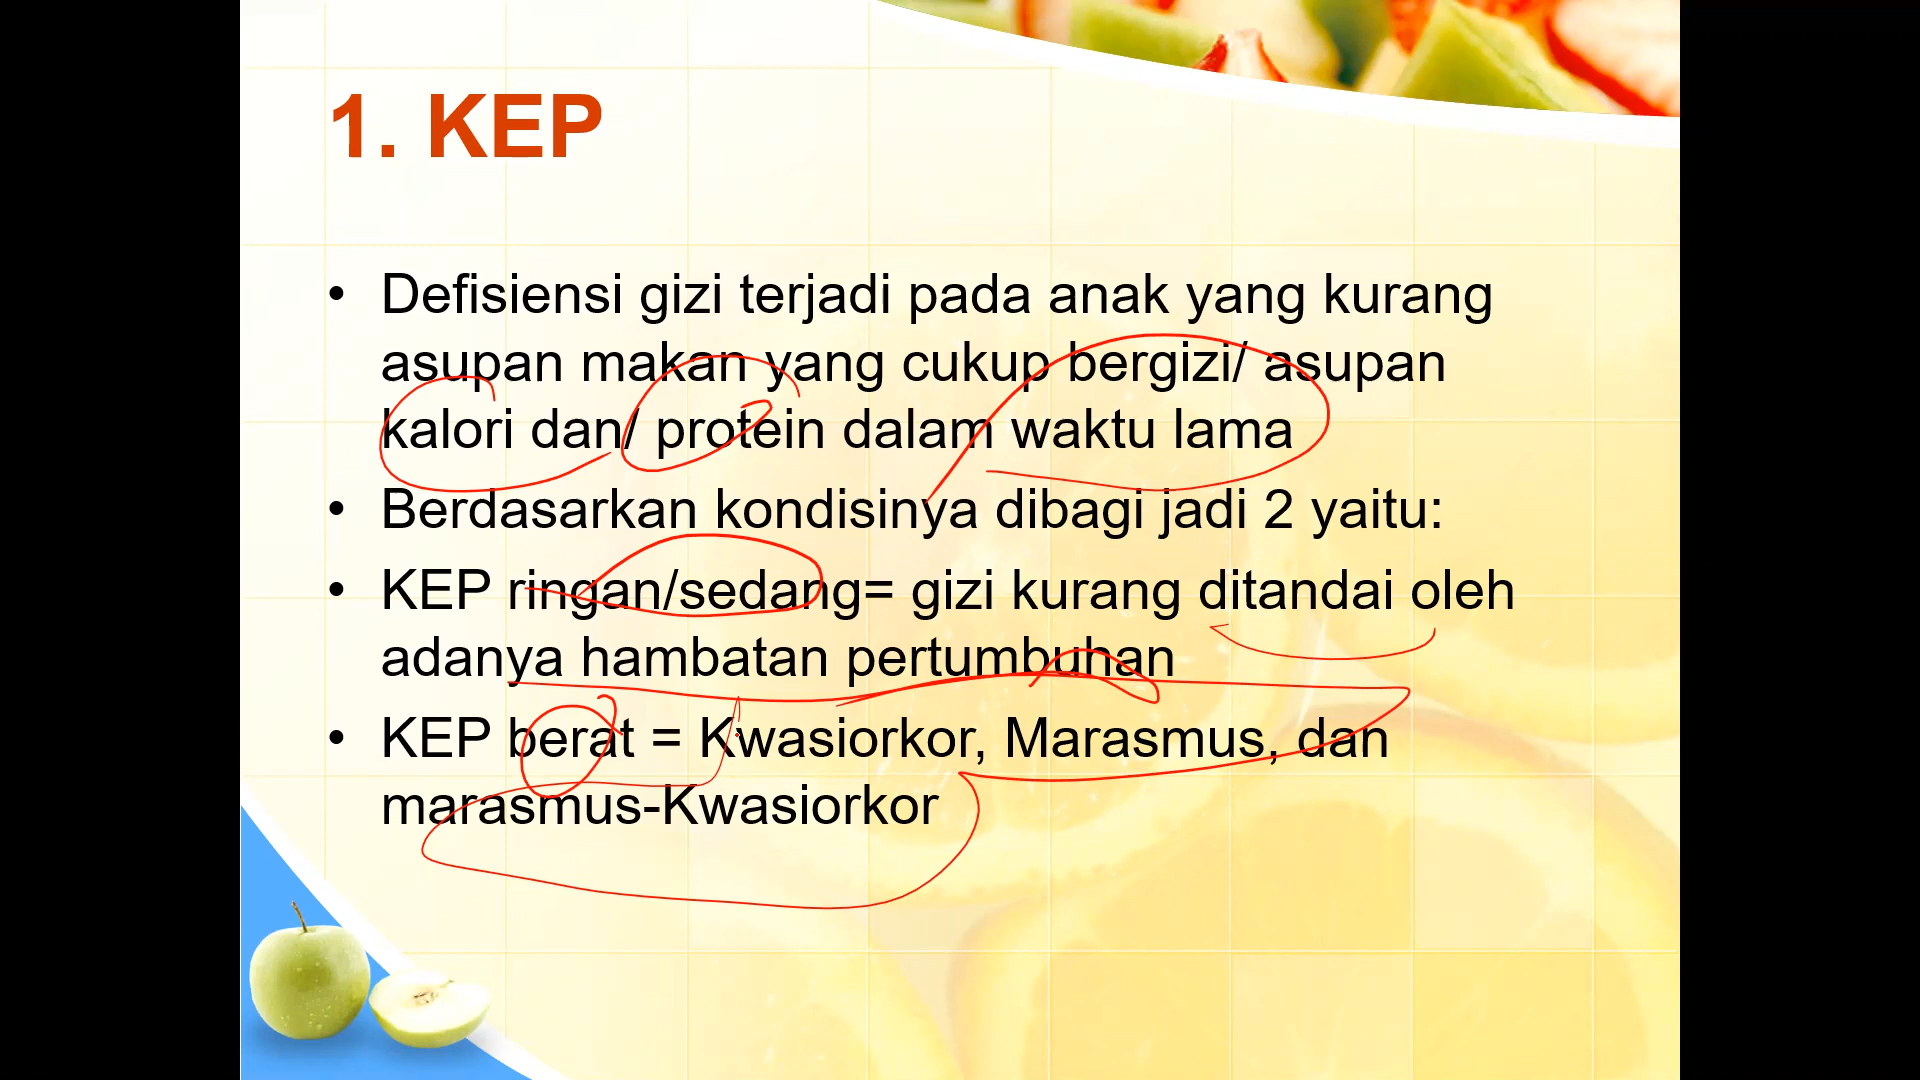 1. KEP
• Defisiensi gizi terjadi pada anak yang kurang
asupan makan yang cukup bergizi/ asupan
kalori dan/ protein dalam waktu lama
• Berdasarkan kondisinya dibagi jadi 2 yaitu:
• KEP ringan/sedang= gizi kurang ditandai oleh
adanya hambatan pertumbuhan
• KEP berat = Kwasiorkor, Marasmus, dan
marasmus-Kwasiorkor